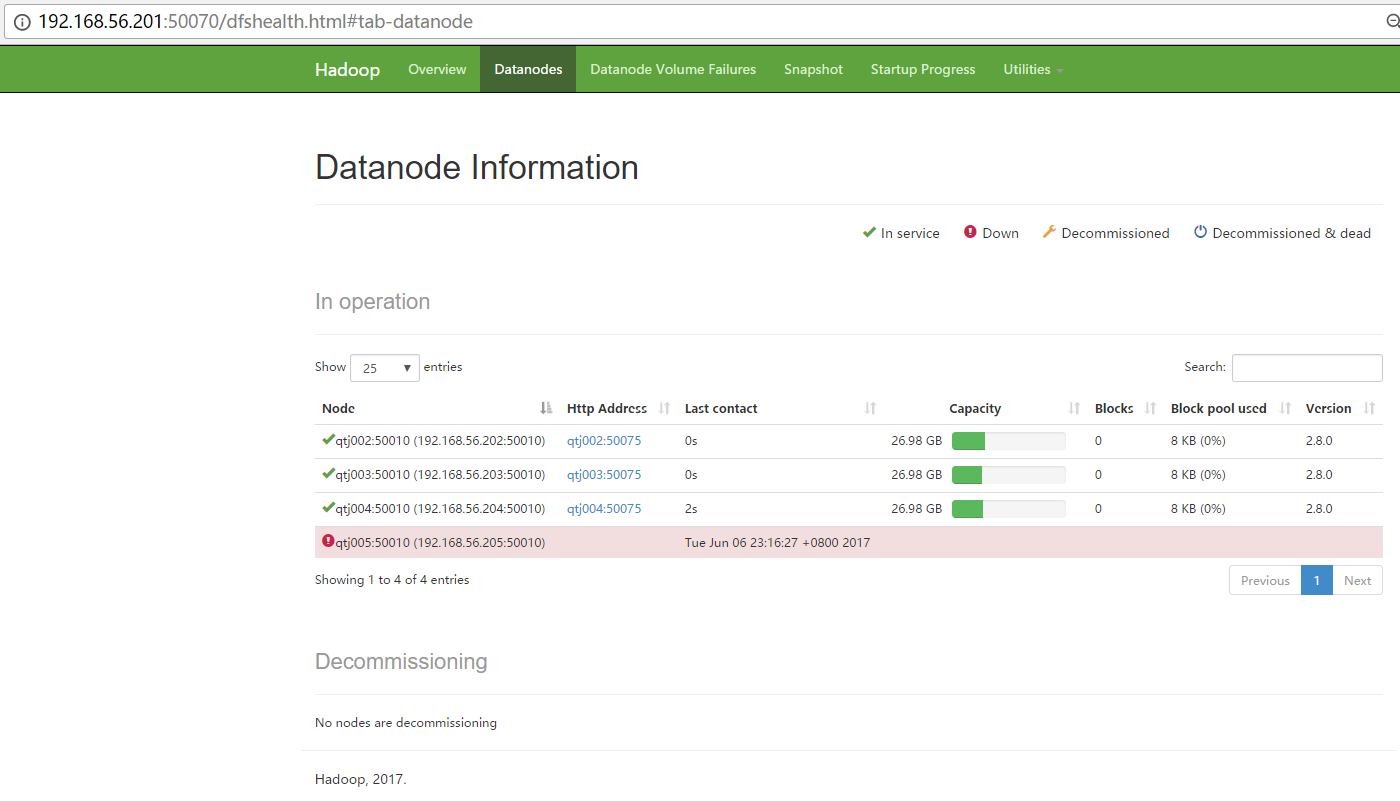 192.168.56.201:50070/dfshealth.html#tab-datanode
Hadoop Overview Datanodes Datanode Volume Failures Snapshot Startup Progress Utilities
Datanode Information
In service Down Decommissioned Decommissioned & dead
In operation
Show 25 entries Search:
Node Http Address Last contact Capacity Blocks Block pool used Version
qtj002:50010 (192.168.56.202:50010) qtj002:50075 0s 26.98 GB 0 8 KB (0%) 2.8.0
qtj003:50010 (192.168.56.203:50010) qtj003:50075 0s 26.98 GB 0 8 KB (0%) 2.8.0
qtj004:50010 (192.168.56.204:50010) qtj004:50075 2s 26.98 GB 0 8 KB (0%) 2.8.0
qtj005:50010 (192.168.56.205:50010) Tue Jun 06 23:16:27 +0800 2017
Showing 1 to 4 of 4 entries Previous 1 Next
Decommissioning
No nodes are decommissioning
Hadoop, 2017.